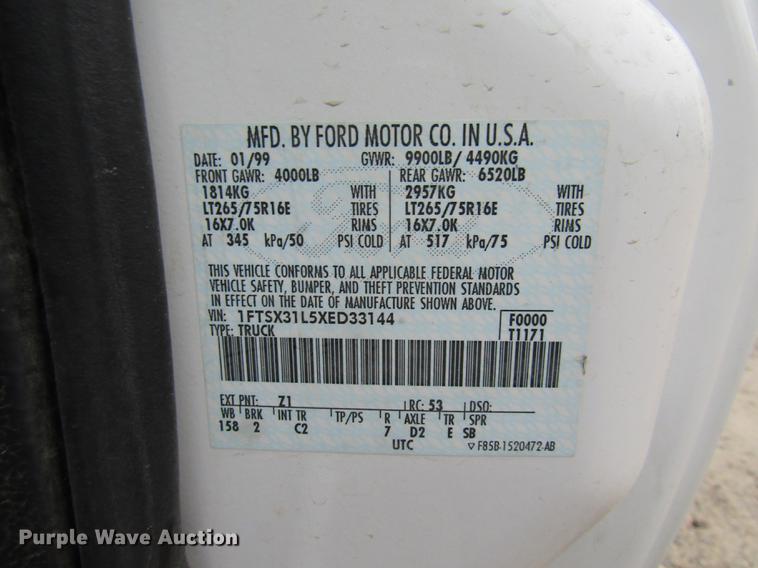 MFD. BY FORD MOTOR CO. IN U.S.A.
DATE: 01/99 GVWR: 9900LB/ 4490KG
FRONT GAWR: 4000LB REAR GAWR: 6520LB
1814KG WITH 2957KG WITH
LT265/75R16E TIRES LT265/75R16E TIRES
16X7.0K RIMS 16X7.0K RIMS
AT 345 kPa/50 PSI COLD AT 517 kPa/75 PSI COLD
THIS VEHICLE CONFORMS TO ALL APPLICABLE FEDERAL MOTOR
VEHICLE SAFETY, BUMPER, AND THEFT PREVENTION STANDARDS
IN EFFECT ON THE DATE OF MANUFACTURE SHOWN ABOVE.
VIN: 1FTSX31L5XED33144 F0000
TYPE: TRUCK T1171
EXT PNT: Z1 RC: 53 DSO:
WB BRK INT TR TP/PS R AXLE TR SPR
158 2 C2 7 D2 E SB
UTC ▽ F85B-1520472-AB
Purple Wave Auction